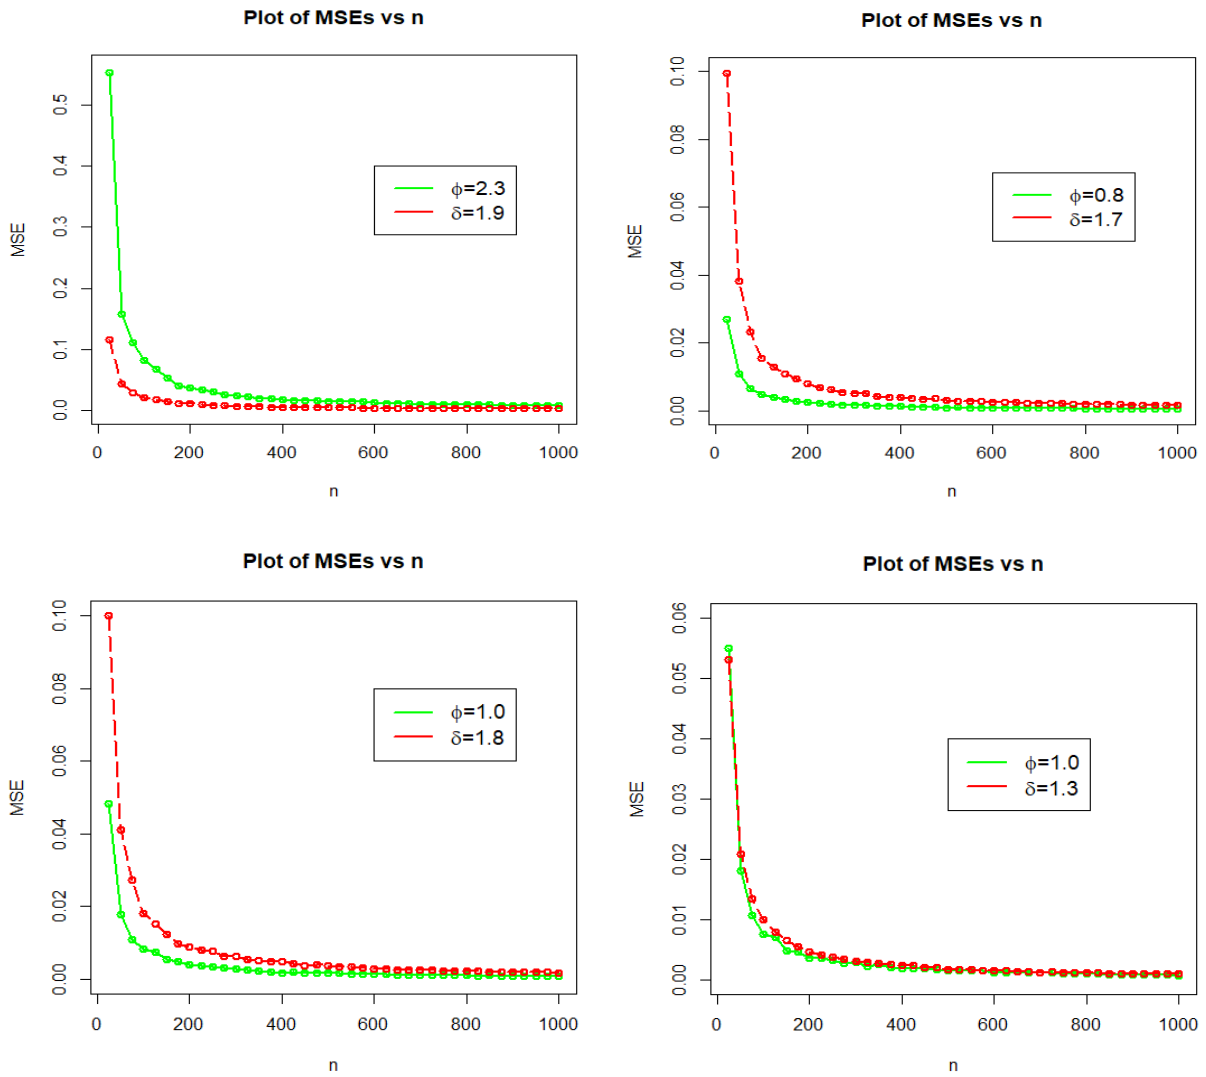 Plot of MSEs vs n
MSE
0.0 0.1 0.2 0.3 0.4 0.5
ϕ=2.3
δ=1.9
0 200 400 600 800 1000
n
Plot of MSEs vs n
MSE
0.00 0.02 0.04 0.06 0.08 0.10
ϕ=0.8
δ=1.7
0 200 400 600 800 1000
n
Plot of MSEs vs n
MSE
0.00 0.02 0.04 0.06 0.08 0.10
ϕ=1.0
δ=1.8
0 200 400 600 800 1000
n
Plot of MSEs vs n
MSE
0.00 0.01 0.02 0.03 0.04 0.05 0.06
ϕ=1.0
δ=1.3
0 200 400 600 800 1000
n